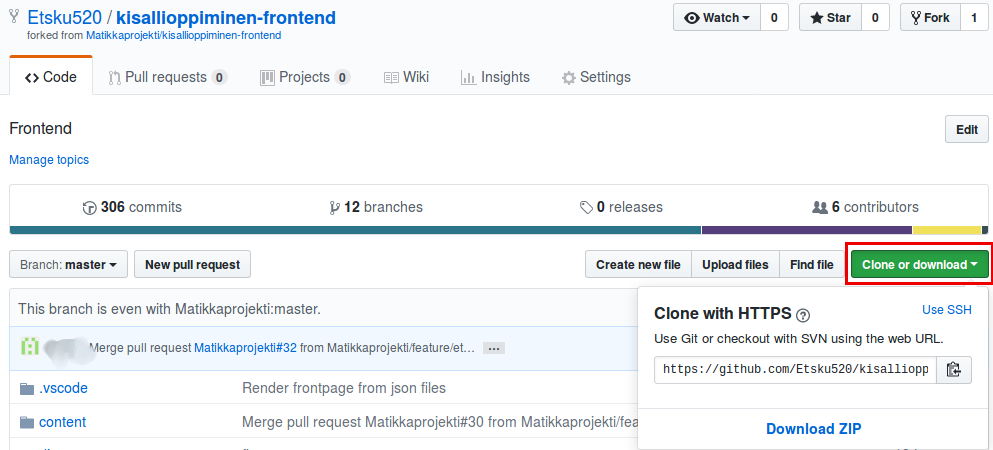 Etsku520 / kisallioppiminen-frontend
forked from Matikkaprojekti/kisallioppiminen-frontend
Watch 0 Star 0 Fork 1
Code Pull requests 0 Projects 0 Wiki Insights Settings
Frontend
Edit
Manage topics
306 commits 12 branches 0 releases 6 contributors
Branch: master New pull request Create new file Upload files Find file Clone or download
This branch is even with Matikkaprojekti:master.
Merge pull request Matikkaprojekti#32 from Matikkaprojekti/feature/et... ...
.vscode Render frontpage from json files
content Merge pull request Matikkaprojekti#30 from Matikkaprojekti/fea
Clone with HTTPS ? Use SSH
Use Git or checkout with SVN using the web URL.
https://github.com/Etsku520/kisalliopp
Download ZIP